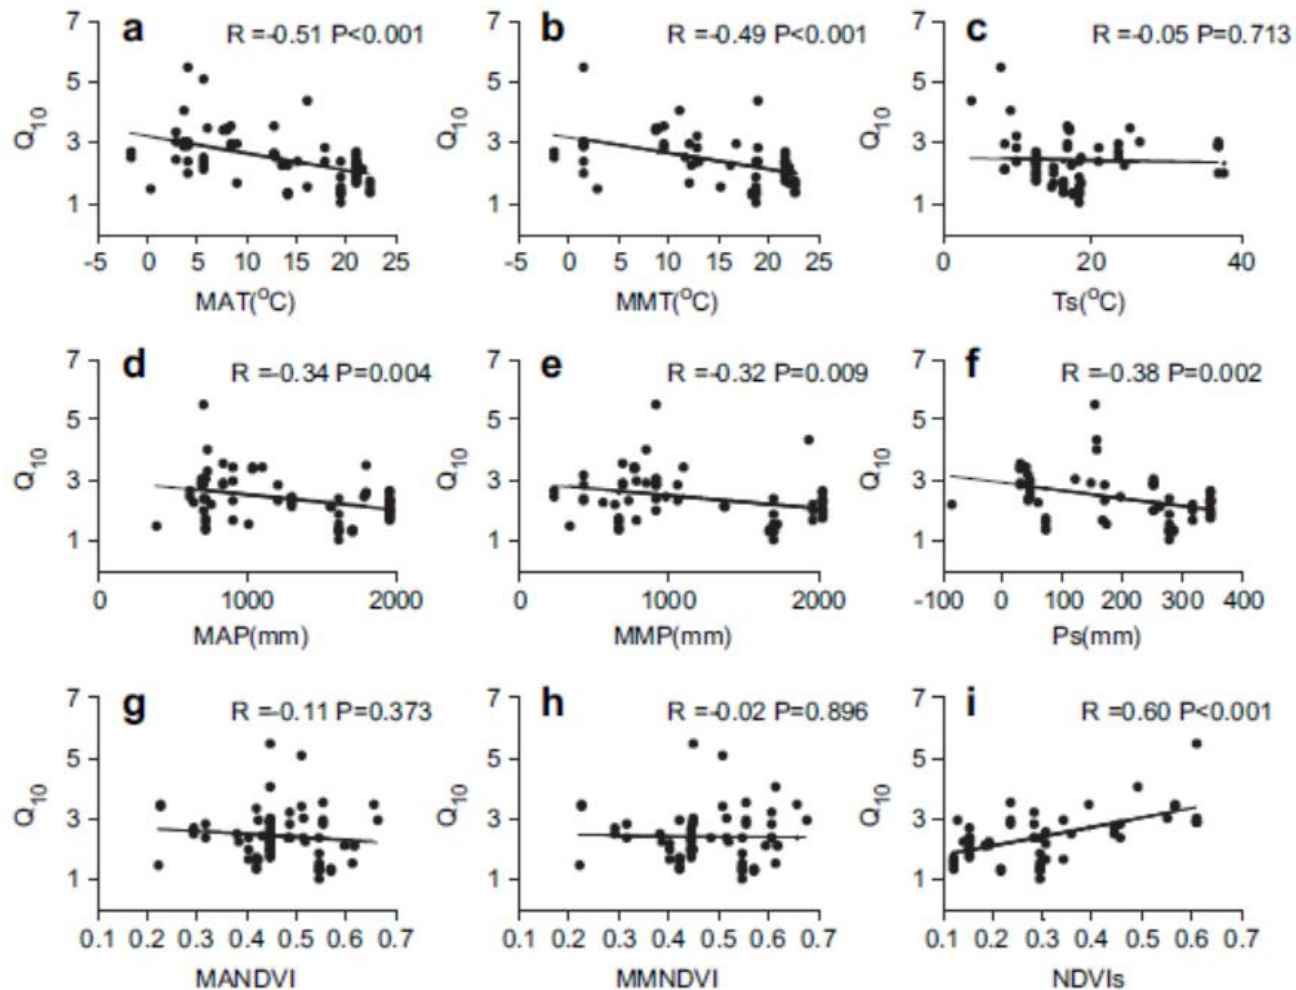 a R =-0.51 P<0.001
7
5
3
1
Q10
-5 0 5 10 15 20 25
MAT(oC)
b R =-0.49 P<0.001
7
5
3
1
Q10
-5 0 5 10 15 20 25
MMT(oC)
c R =-0.05 P=0.713
7
5
3
1
Q10
0 20 40
Ts(oC)
d R =-0.34 P=0.004
7
5
3
1
Q10
0 1000 2000
MAP(mm)
e R =-0.32 P=0.009
7
5
3
1
Q10
0 1000 2000
MMP(mm)
f R =-0.38 P=0.002
7
5
3
1
Q10
-100 0 100 200 300 400
Ps(mm)
g R =-0.11 P=0.373
7
5
3
1
Q10
0.1 0.2 0.3 0.4 0.5 0.6 0.7
MANDVI
h R =-0.02 P=0.896
7
5
3
1
Q10
0.1 0.2 0.3 0.4 0.5 0.6 0.7
MMNDVI
i R =0.60 P<0.001
7
5
3
1
Q10
0.1 0.2 0.3 0.4 0.5 0.6 0.7
NDVIs